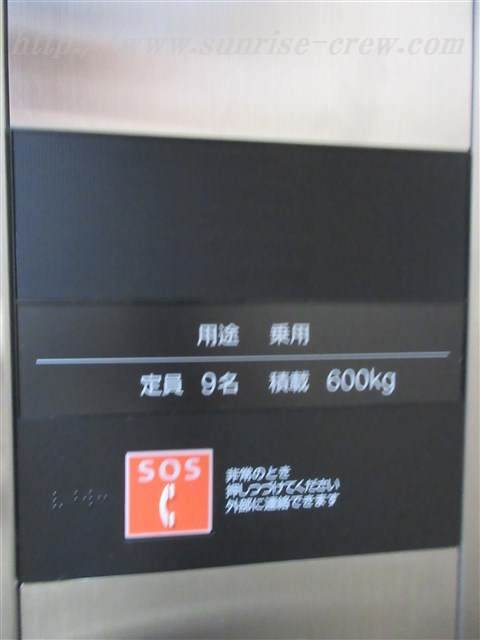 http://www.sunrise-crew.com
用途 乗用
定員 9名 積載 600kg
SOS
非常のとき
押しつづけてください
外部に連絡できます